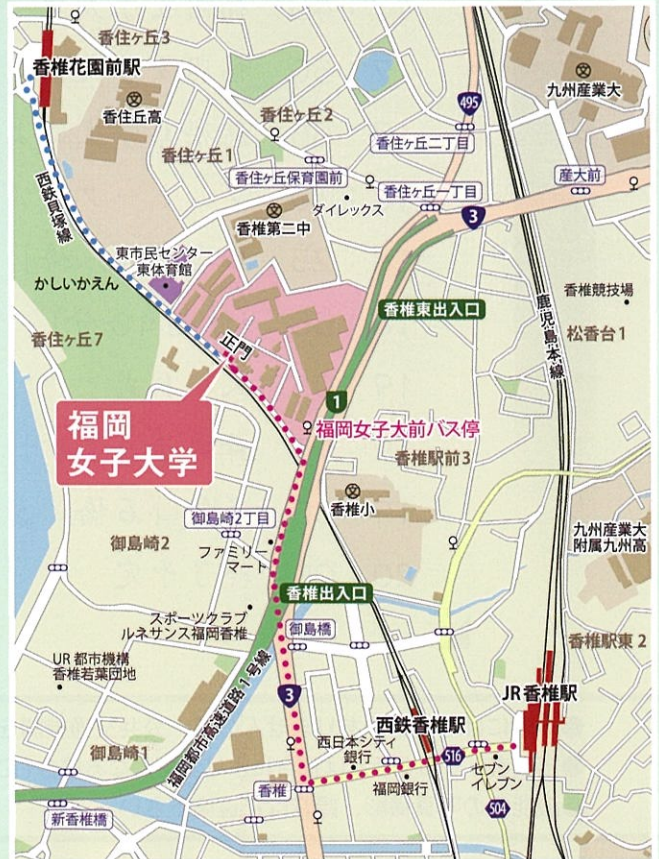 香住ヶ丘3
香椎花園前駅
香住丘高
九州産業大
495
香住ヶ丘2
香住ヶ丘二丁目
香住ヶ丘1
香住ヶ丘保育園前
産大前
香住ヶ丘一丁目
ダイレックス
3
西鉄貝塚線
香椎第二中
東市民センター
東体育館
かしいかえん
香椎競技場
香椎東出入口
鹿児島本線
松香台1
香住ヶ丘7
正門
1
福岡
女子大学
福岡女子大前バス停
香椎駅前3
香椎小
御島崎2丁目
九州産業大
附属九州高
御島崎2
ファミリー
マート
香椎出入口
スポーツクラブ
ルネサンス福岡香椎
御島橋
香椎駅東2
UR都市機構
香椎若葉団地
福岡都市高速道路1号線
3
JR香椎駅
西鉄香椎駅
西日本シティ
銀行
御島崎1
516
セブン
イレブン
香椎
福岡銀行
504
新香椎橋